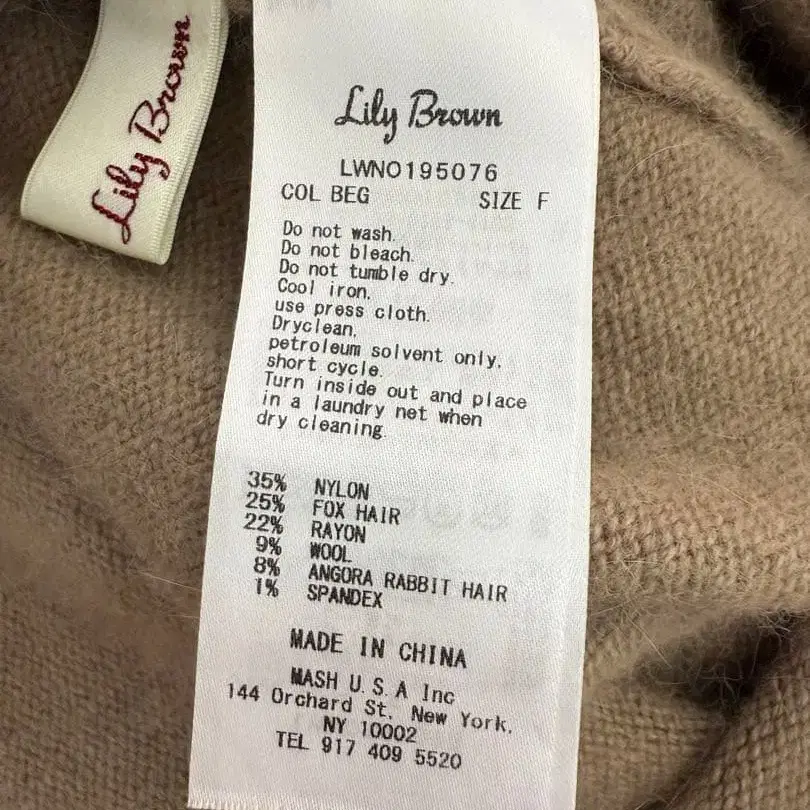 Lily Brown
Lily Brown
LWNO195076
COL BEG SIZE F
Do not wash.
Do not bleach.
Do not tumble dry.
Cool iron,
use press cloth.
Dryclean,
petroleum solvent only,
short cycle.
Turn inside out and place
in a laundry net when
dry cleaning.
35% NYLON
25% FOX HAIR
22% RAYON
9% WOOL
8% ANGORA RABBIT HAIR
1% SPANDEX
MADE IN CHINA
MASH U.S.A Inc
144 Orchard St, New York,
NY 10002
TEL 917 409 5520